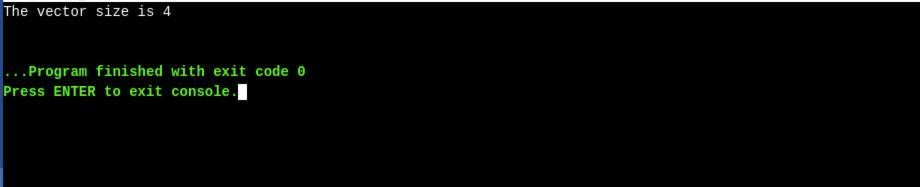 The vector size is 4
...Program finished with exit code 0
Press ENTER to exit console.